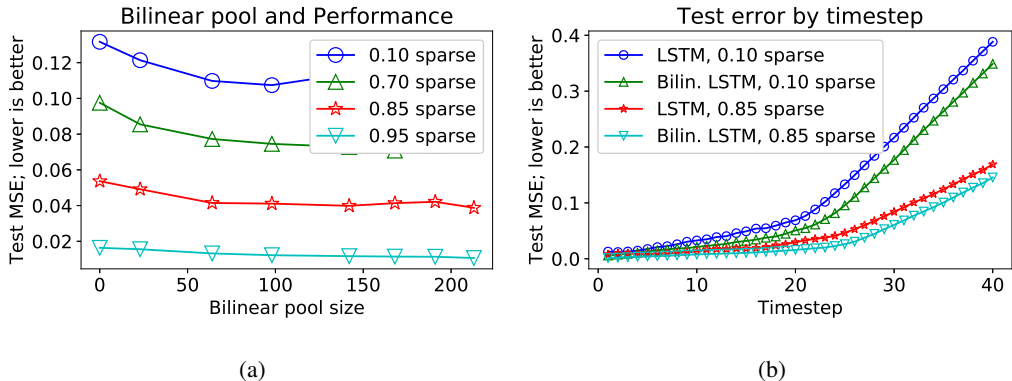 Bilinear pool and Performance
Test MSE; lower is better
0.12
0.10
0.08
0.06
0.04
0.02
0.10 sparse
0.70 sparse
0.85 sparse
0.95 sparse
0
50
100
150
200
Bilinear pool size
(a)
Test error by timestep
Test MSE; lower is better
0.4
0.3
0.2
0.1
0.0
LSTM, 0.10 sparse
Bilin. LSTM, 0.10 sparse
LSTM, 0.85 sparse
Bilin. LSTM, 0.85 sparse
0
10
20
30
40
Timestep
(b)